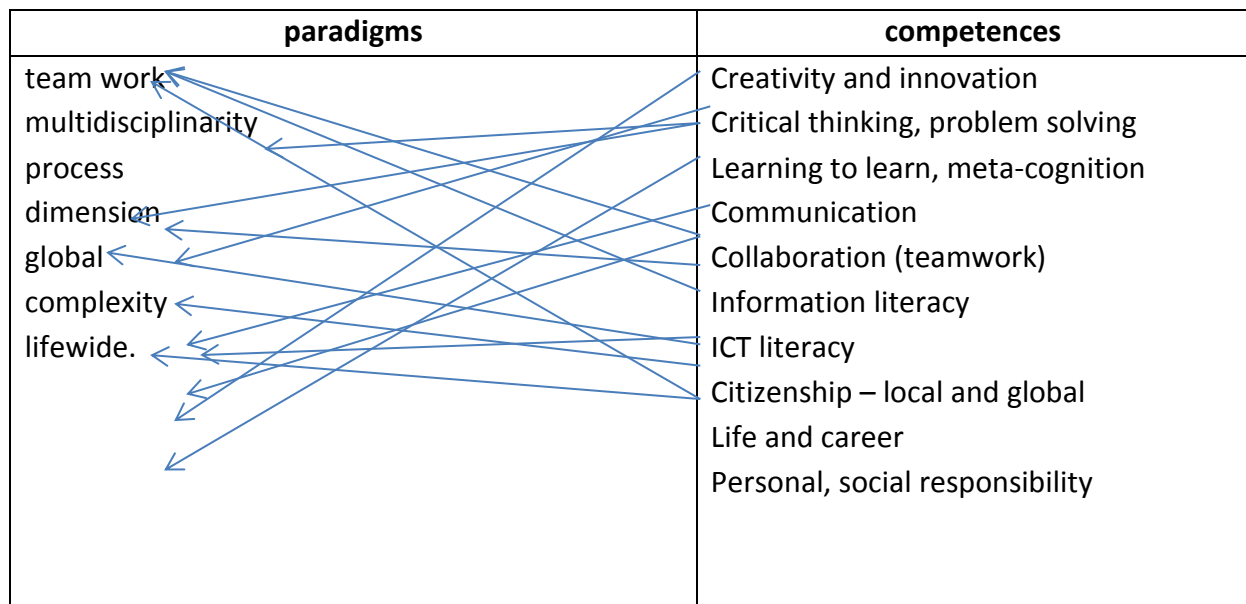 paradigms
competences
team work
multidisciplinarity
process
dimension
global
complexity
lifewide.
Creativity and innovation
Critical thinking, problem solving
Learning to learn, meta-cognition
Communication
Collaboration (teamwork)
Information literacy
ICT literacy
Citizenship – local and global
Life and career
Personal, social responsibility